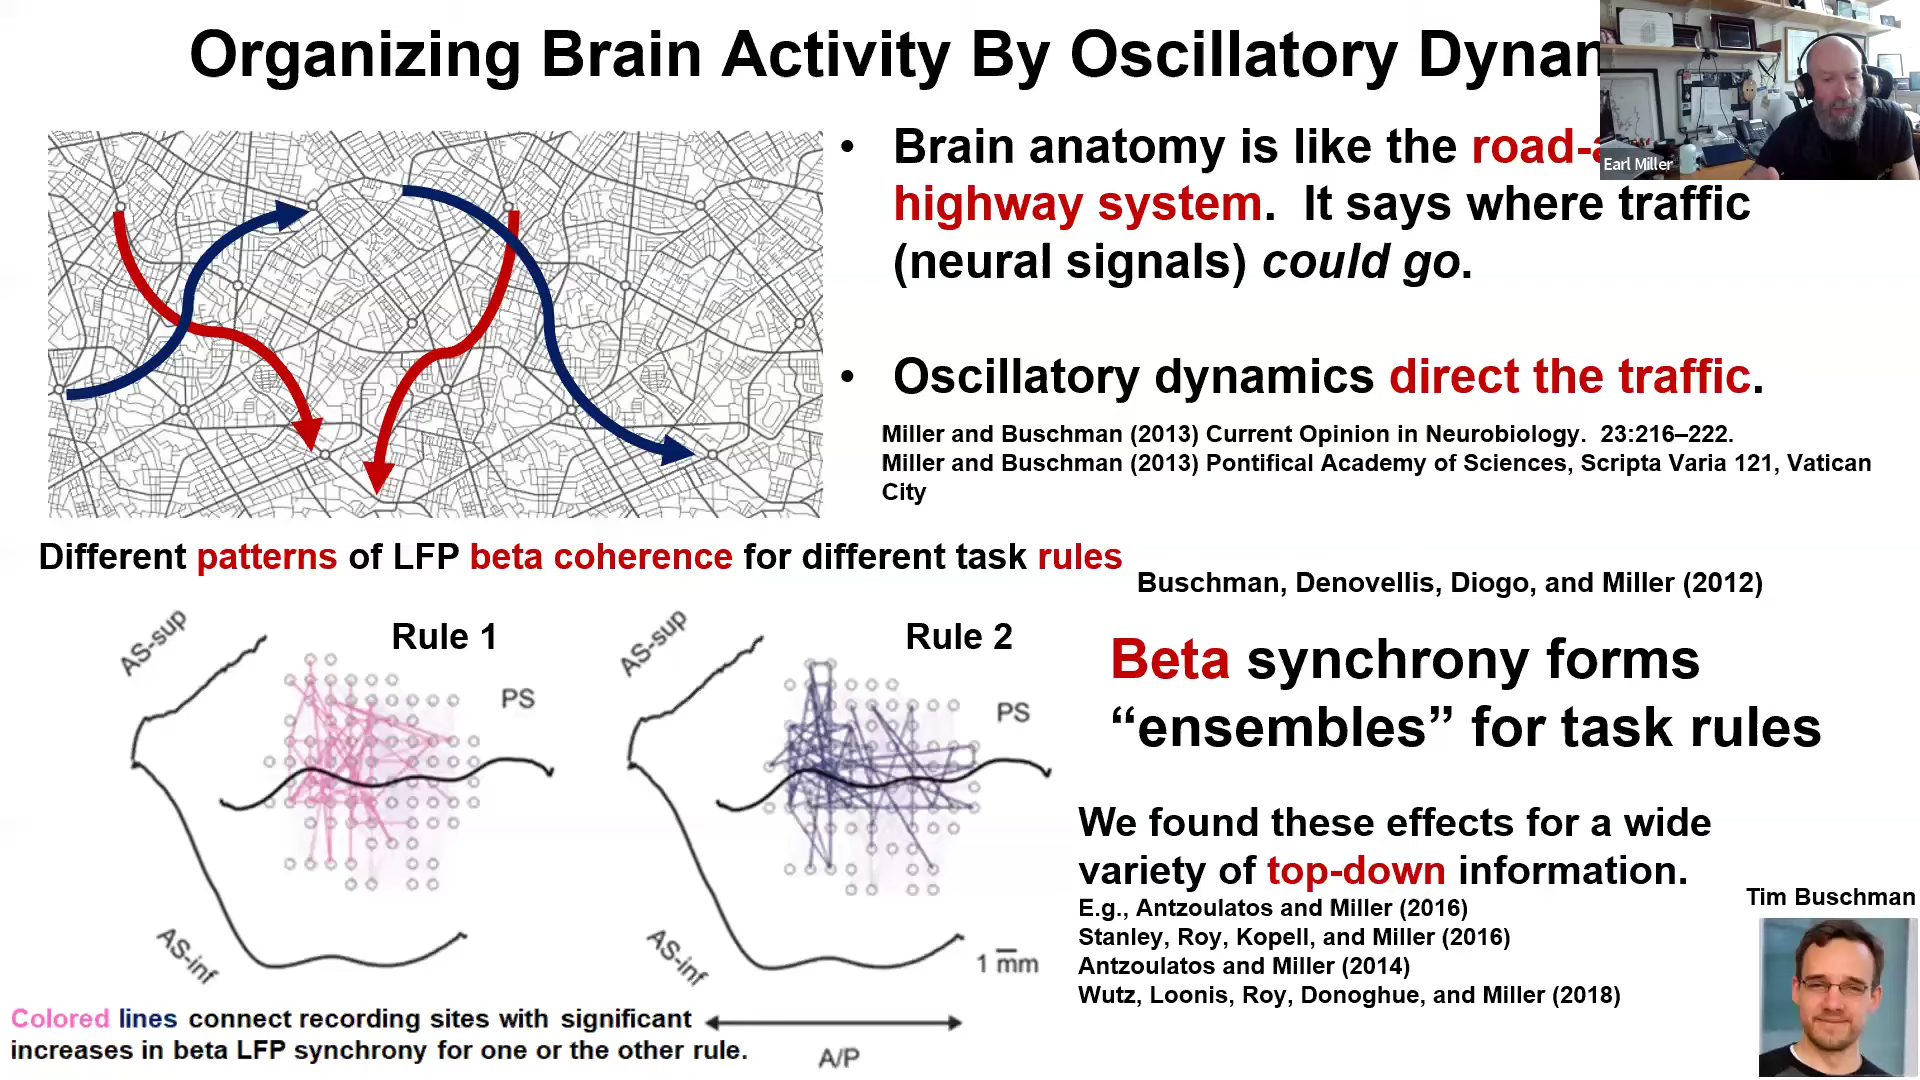 Organizing Brain Activity By Oscillatory
Earl Miller
• Brain anatomy is like the road-
highway system. It says where traffic
(neural signals) could go.
• Oscillatory dynamics direct the traffic.
Miller and Buschman (2013) Current Opinion in Neurobiology. 23:216–222.
Miller and Buschman (2013) Pontifical Academy of Sciences, Scripta Varia 121, Vatican
City
Different patterns of LFP beta coherence for different task rules
Buschman, Denovellis, Diogo, and Miller (2012)
AS-sup
Rule 1
PS
AS-inf
AS-sup
Rule 2
PS
AS-inf
1 mm
Colored lines connect recording sites with significant
increases in beta LFP synchrony for one or the other rule.
A/P
Beta synchrony forms
“ensembles” for task rules
We found these effects for a wide
variety of top-down information.
E.g., Antzoulatos and Miller (2016)
Stanley, Roy, Kopell, and Miller (2016)
Antzoulatos and Miller (2014)
Wutz, Loonis, Roy, Donoghue, and Miller (2018)
Tim Buschman